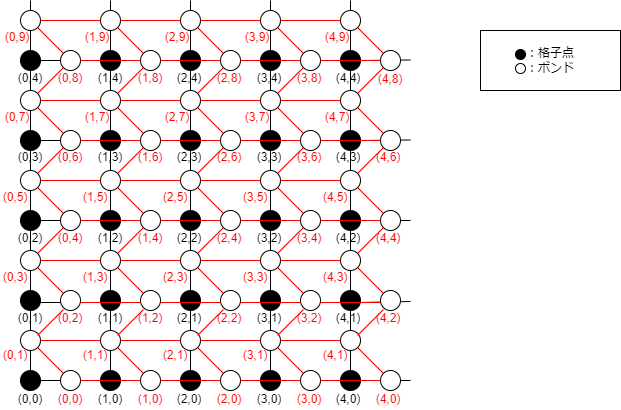 (0,9) (1,9) (2,9) (3,9) (4,9)
●：格子点
○：ボンド
(0,4) (0,8) (1,4) (1,8) (2,4) (2,8) (3,4) (3,8) (4,4) (4,8)
(0,7) (1,7) (2,7) (3,7) (4,7)
(0,3) (0,6) (1,3) (1,6) (2,3) (2,6) (3,3) (3,6) (4,3) (4,6)
(0,5) (1,5) (2,5) (3,5) (4,5)
(0,2) (0,4) (1,2) (1,4) (2,2) (2,4) (3,2) (3,4) (4,2) (4,4)
(0,3) (1,3) (2,3) (3,3) (4,3)
(0,1) (0,2) (1,1) (1,2) (2,1) (2,2) (3,1) (3,2) (4,1) (4,2)
(0,1) (1,1) (2,1) (3,1) (4,1)
(0,0) (0,0) (1,0) (1,0) (2,0) (2,0) (3,0) (3,0) (4,0) (4,0)